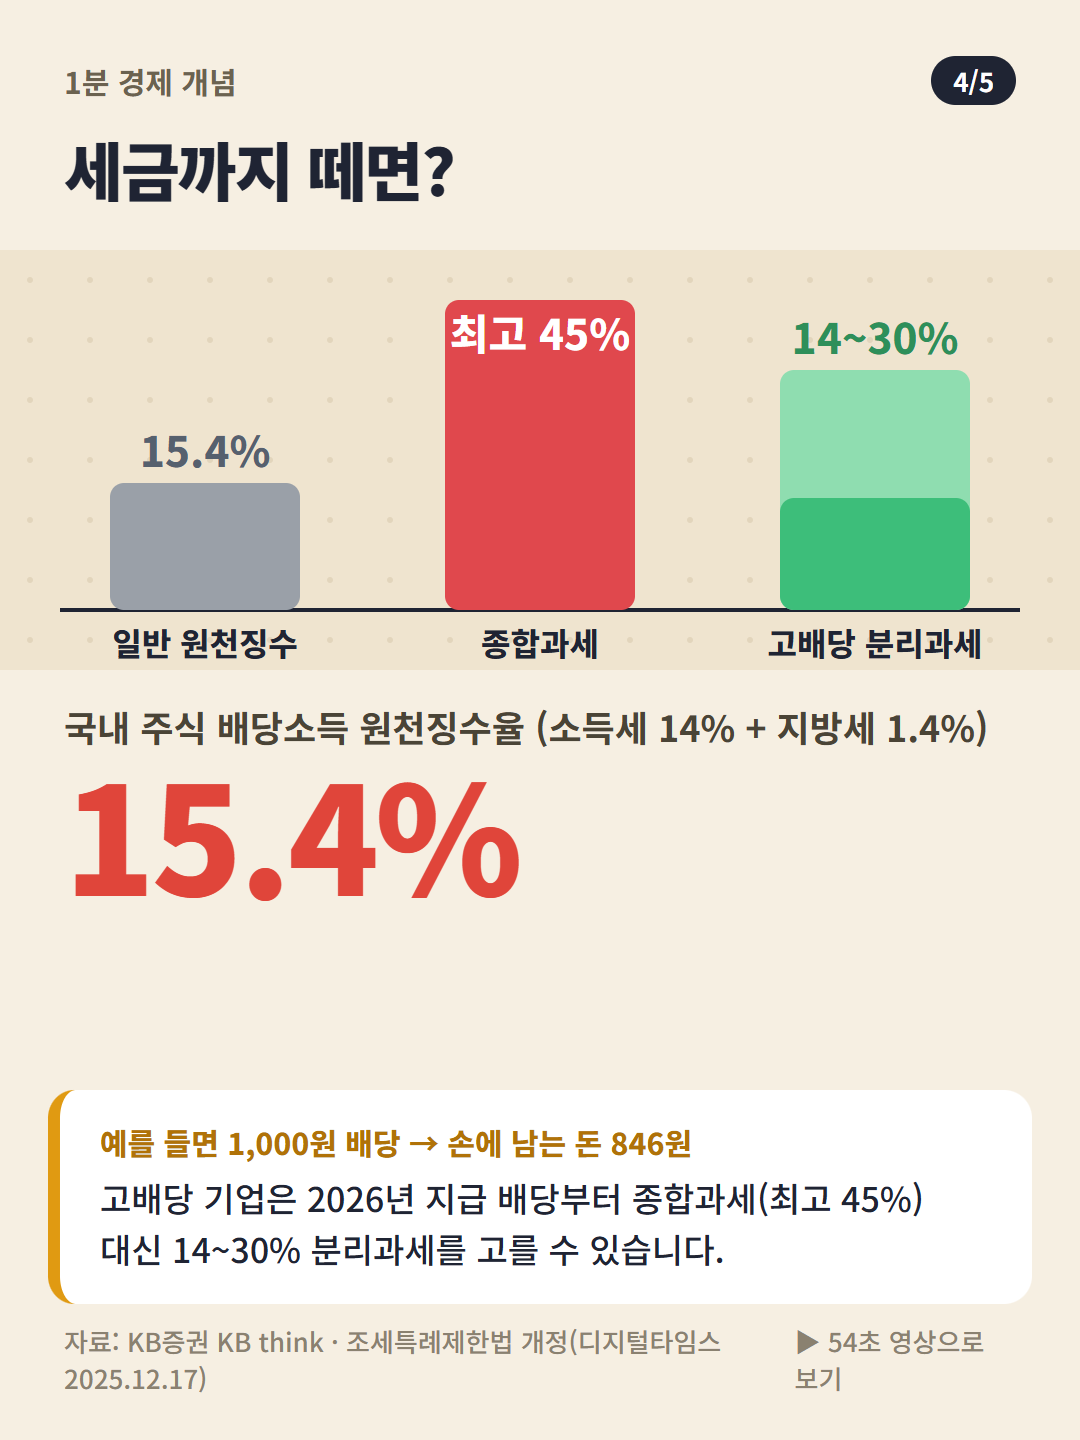 1분 경제 개념
4/5
세금까지 떼면?
최고 45%
14~30%
15.4%
일반 원천징수
종합과세
고배당 분리과세
국내 주식 배당소득 원천징수율 (소득세 14% + 지방세 1.4%)
15.4%
예를 들면 1,000원 배당 → 손에 남는 돈 846원
고배당 기업은 2026년 지급 배당부터 종합과세(최고 45%)
대신 14~30% 분리과세를 고를 수 있습니다.
자료: KB증권 KB think · 조세특례제한법 개정(디지털타임스
2025.12.17)
▶ 54초 영상으로
보기